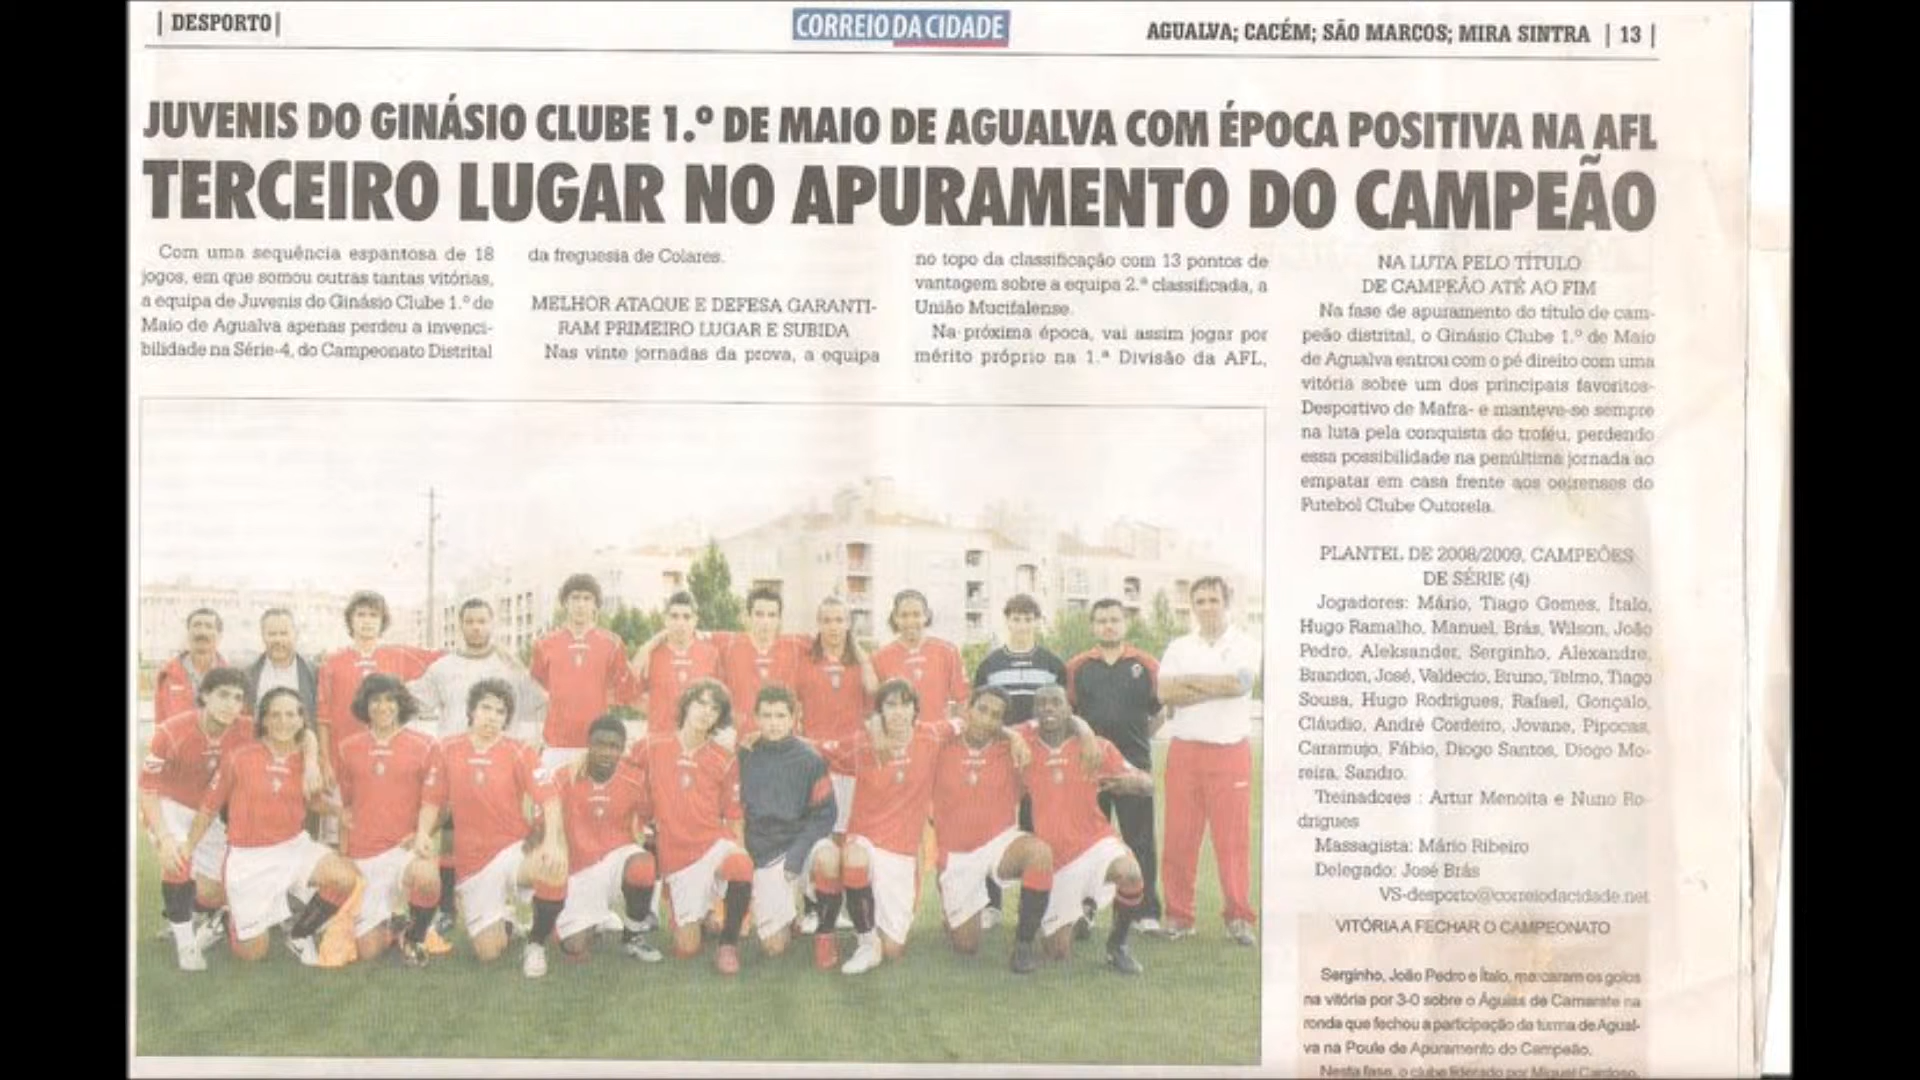 | DESPORTO |
CORREIO DA CIDADE
AGUALVA; CACÉM; SÃO MARCOS; MIRA SINTRA | 13 |
JUVENIS DO GINÁSIO CLUBE 1.º DE MAIO DE AGUALVA COM ÉPOCA POSITIVA NA AFL
TERCEIRO LUGAR NO APURAMENTO DO CAMPEÃO
Com uma sequência espantosa de 18
jogos, em que somou outras tantas vitórias,
a equipa de Juvenis do Ginásio Clube 1.º de
Maio de Agualva apenas perdeu a invenci-
bilidade na Série-4, do Campeonato Distrital
da freguesia de Colares.
MELHOR ATAQUE E DEFESA GARANTI-
RAM PRIMEIRO LUGAR E SUBIDA
Nas vinte jornadas da prova, a equipa
no topo da classificação com 13 pontos de
vantagem sobre a equipa 2.ª classificada, a
União Mucifalense.
Na próxima época, vai assim jogar por
mérito próprio na 1.ª Divisão da AFL,
NA LUTA PELO TÍTULO
DE CAMPEÃO ATÉ AO FIM
Na fase de apuramento do título de cam-
peão distrital, o Ginásio Clube 1.º de Maio
de Agualva entrou com o pé direito com uma
vitória sobre um dos principais favoritos-
Desportivo de Mafra- e manteve-se sempre
na luta pela conquista do troféu, perdendo
essa possibilidade na penúltima jornada ao
empatar em casa frente aos oeirenses do
Futebol Clube Outorela.
PLANTEL DE 2008/2009, CAMPEÕES
DE SÉRIE (4)
Jogadores: Mário, Tiago Gomes, Ítalo,
Hugo Ramalho, Manuel, Brás, Wilson, João
Pedro, Aleksander, Serginho, Alexandre,
Brandon, José, Valdecio, Bruno, Telmo, Tiago
Sousa, Hugo Rodrigues, Rafael, Gonçalo,
Cláudio, André Cordeiro, Jovane, Pipocas,
Caramujo, Fábio, Diogo Santos, Diogo Mo-
reira, Sandro.
Treinadores : Artur Menoita e Nuno Ro-
drigues
Massagista: Mário Ribeiro
Delegado: José Brás
VS-desporto@correiodacidade.net
VITÓRIA A FECHAR O CAMPEONATO
Serginho, João Pedro e Ítalo, marcaram os golos
na vitória por 3-0 sobre o Águias de Camarate na
ronda que fechou a participação da turma de Agual-
va na Poule de Apuramento do Campeão.
Nesta fase, o clube liderado por Miguel Cardoso,